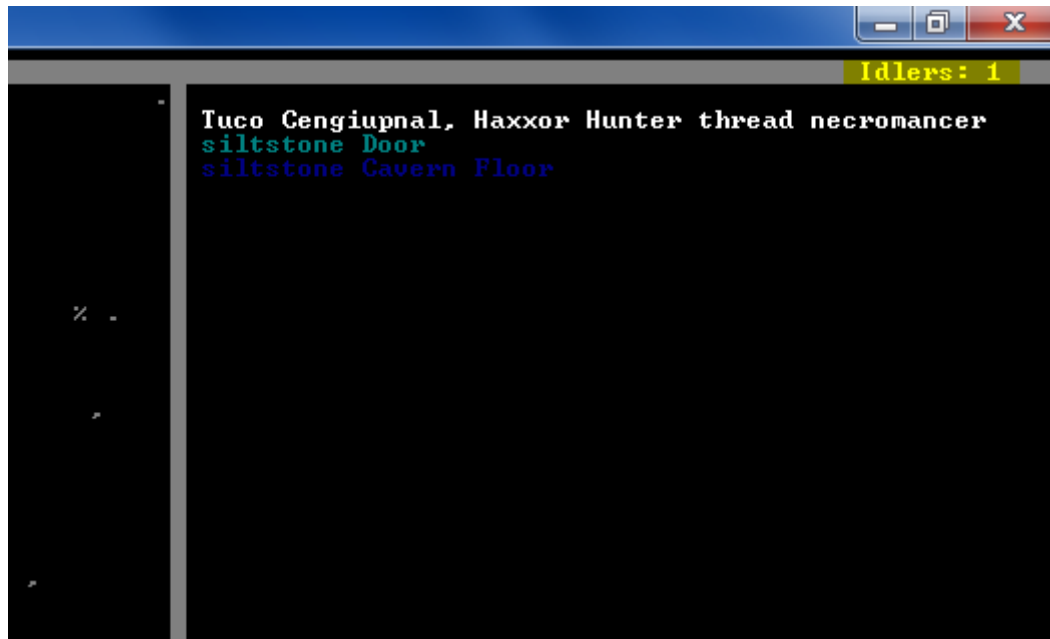 Idlers: 1
Tuco Cengiupnal, Haxxor Hunter thread necromancer
siltstone Door
siltstone Cavern Floor